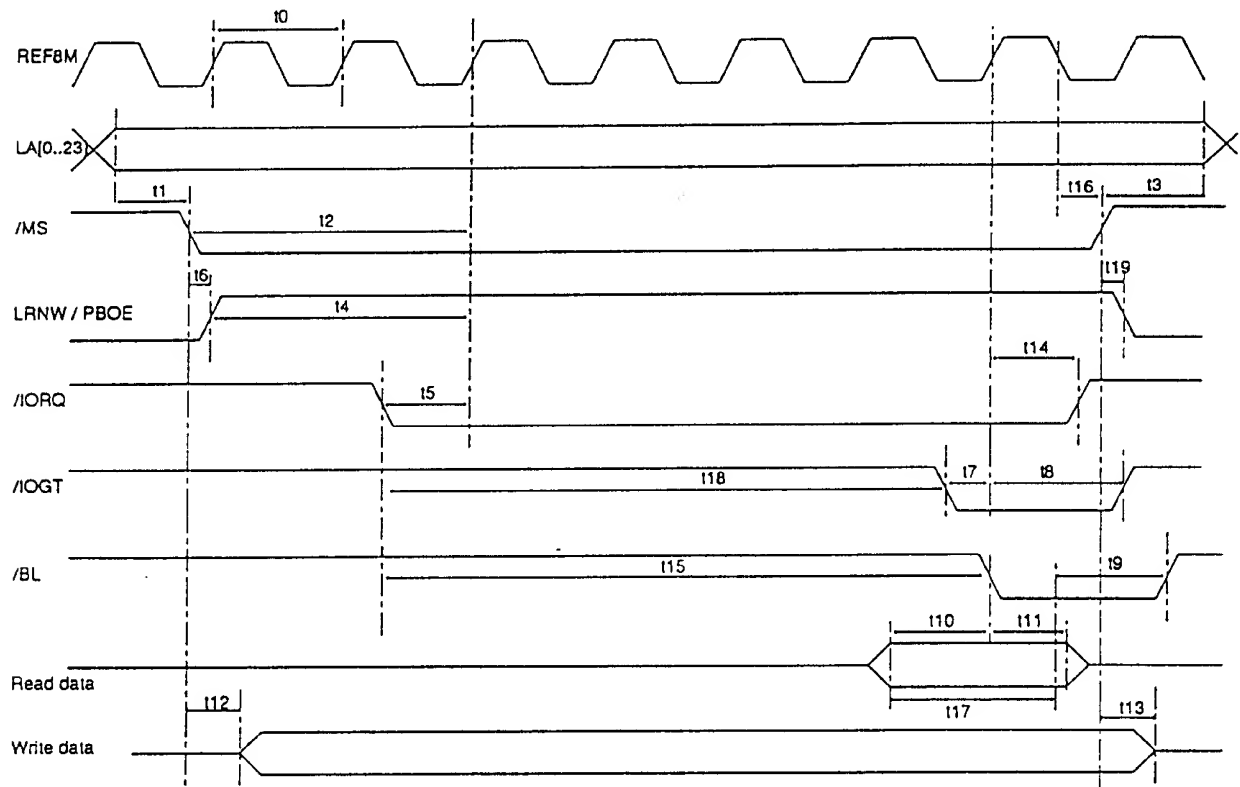 t0
REF8M
LA[0..23]
t1
t16
t3
/MS
t2
t6
t19
LRNW / PBOE
t4
t14
/IORQ
t5
/IOGT
t18
t7
t8
/BL
t15
t9
t10
t11
Read data
t12
t17
t13
Write data